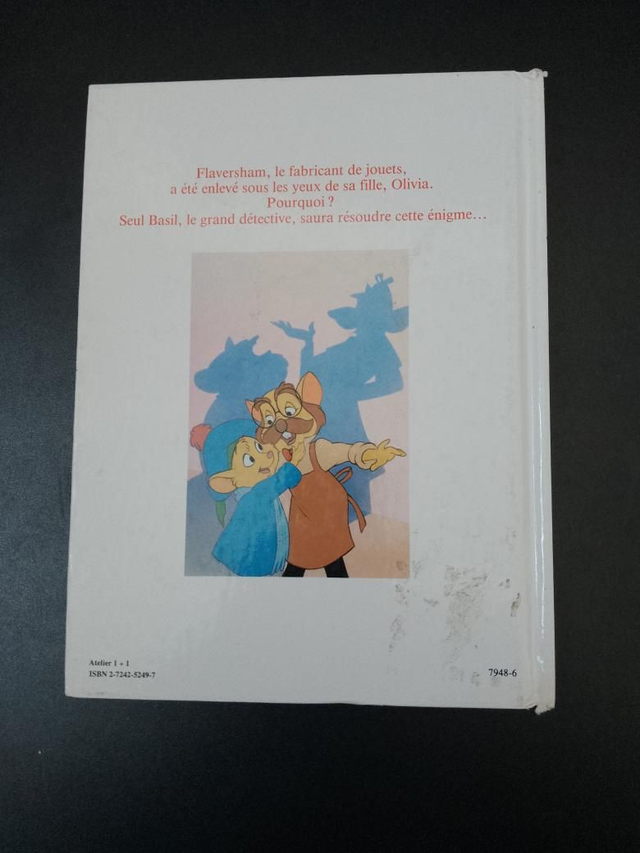 Flaversham, le fabricant de jouets,
a été enlevé sous les yeux de sa fille, Olivia.
Pourquoi ?
Seul Basil, le grand détective, saura résoudre cette énigme...
Atelier 1 + 1
ISBN 2-7242-5249-7
7948-6